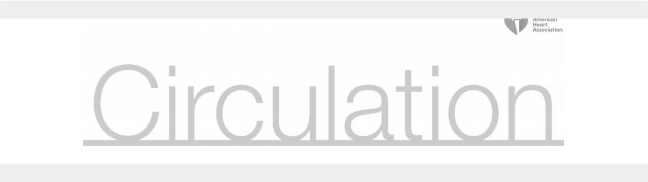 American
Heart
Association.
Circulation